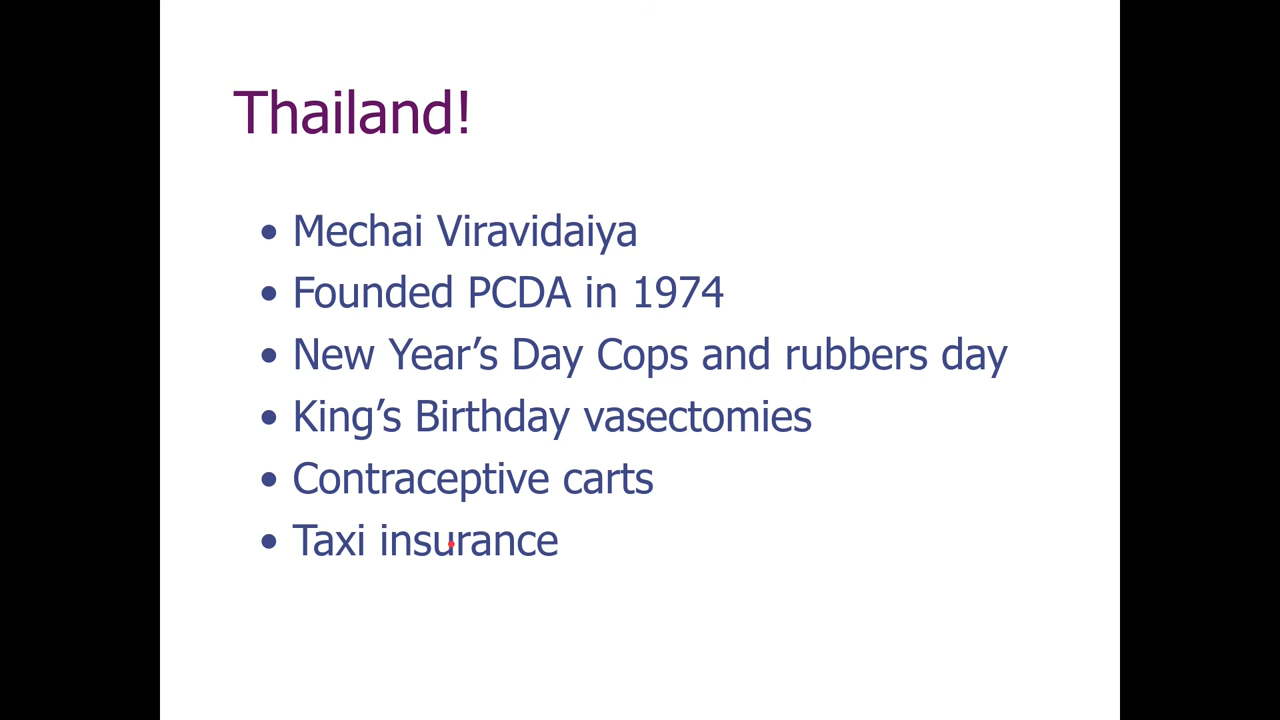 Thailand!
• Mechai Viravidaiya
• Founded PCDA in 1974
• New Year’s Day Cops and rubbers day
• King’s Birthday vasectomies
• Contraceptive carts
• Taxi insurance